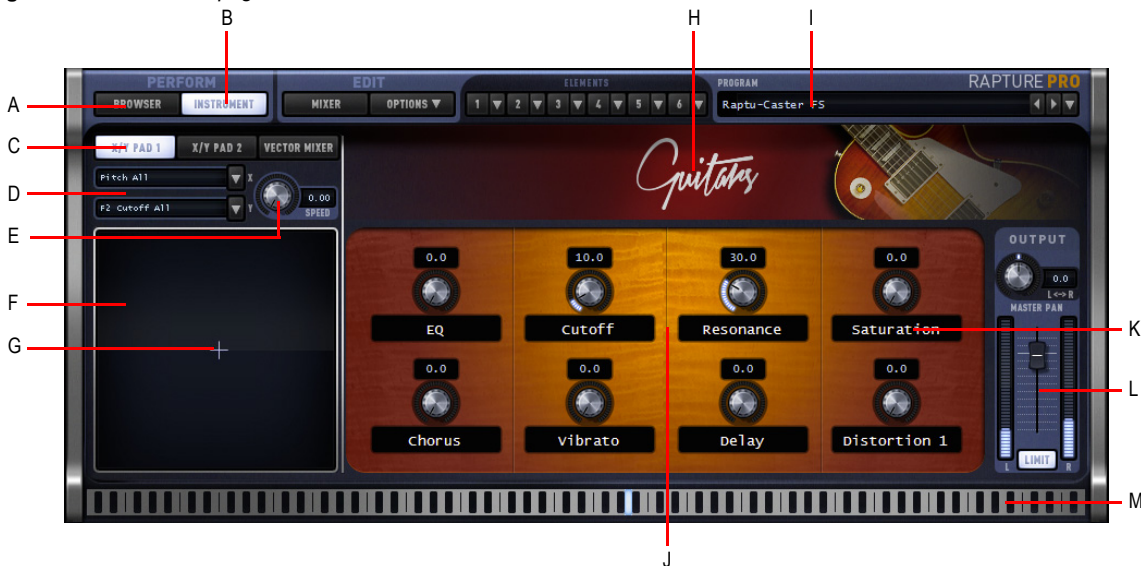 B
H
I
PERFORM
EDIT
ELEMENTS
PROGRAM
RAPTURE PRO
A
BROWSER
INSTRUMENT
MIXER
OPTIONS
1 2 3 4 5 6
Raptu-Caster FS
C
X/Y PAD 1
X/Y PAD 2
VECTOR MIXER
Guitars
D
Pitch All
X
F2 Cutoff All
Y
0.00
SPEED
E
F
G
0.0
10.0
30.0
0.0
EQ
Cutoff
Resonance
Saturation
K
0.0
0.0
0.0
0.0
Chorus
Vibrato
Delay
Distortion 1
OUTPUT
0.0
L<->R
MASTER PAN
L
L
LIMIT
R
M
J